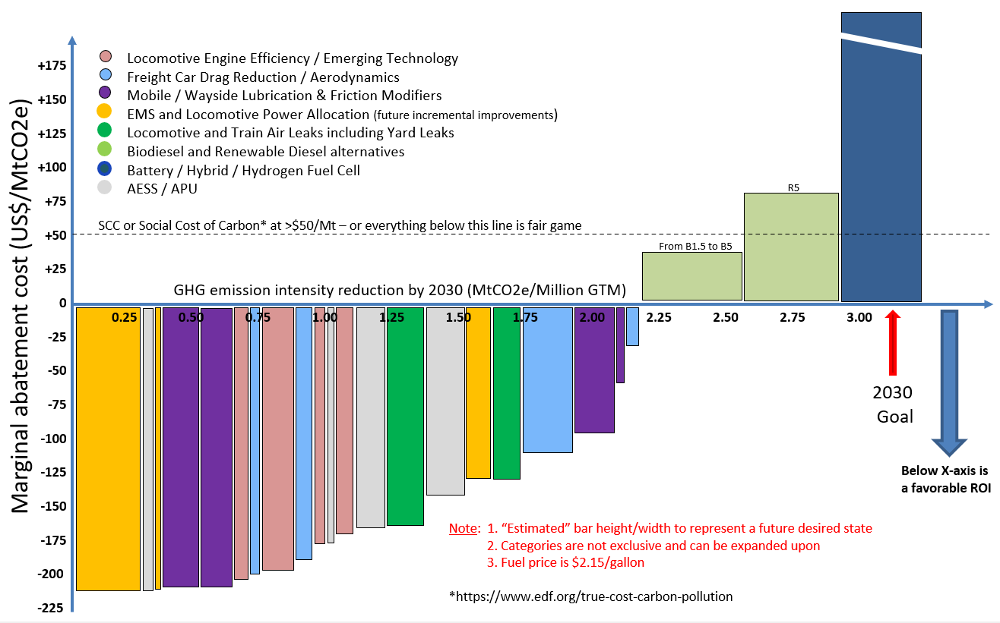 Marginal abatement cost (US$/MtCO2e)
+175
+150
+125
+100
+75
+50
+25
0
-25
-50
-75
-100
-125
-150
-175
-200
-225
Locomotive Engine Efficiency / Emerging Technology
Freight Car Drag Reduction / Aerodynamics
Mobile / Wayside Lubrication & Friction Modifiers
EMS and Locomotive Power Allocation (future incremental improvements)
Locomotive and Train Air Leaks including Yard Leaks
Biodiesel and Renewable Diesel alternatives
Battery / Hybrid / Hydrogen Fuel Cell
AESS / APU
SCC or Social Cost of Carbon* at >$50/Mt – or everything below this line is fair game
R5
From B1.5 to B5
GHG emission intensity reduction by 2030 (MtCO2e/Million GTM)
0.25 0.50 0.75 1.00 1.25 1.50 1.75 2.00 2.25 2.50 2.75 3.00
2030
Goal
Below X-axis is
a favorable ROI
Note: 1. “Estimated” bar height/width to represent a future desired state
2. Categories are not exclusive and can be expanded upon
3. Fuel price is $2.15/gallon
*https://www.edf.org/true-cost-carbon-pollution